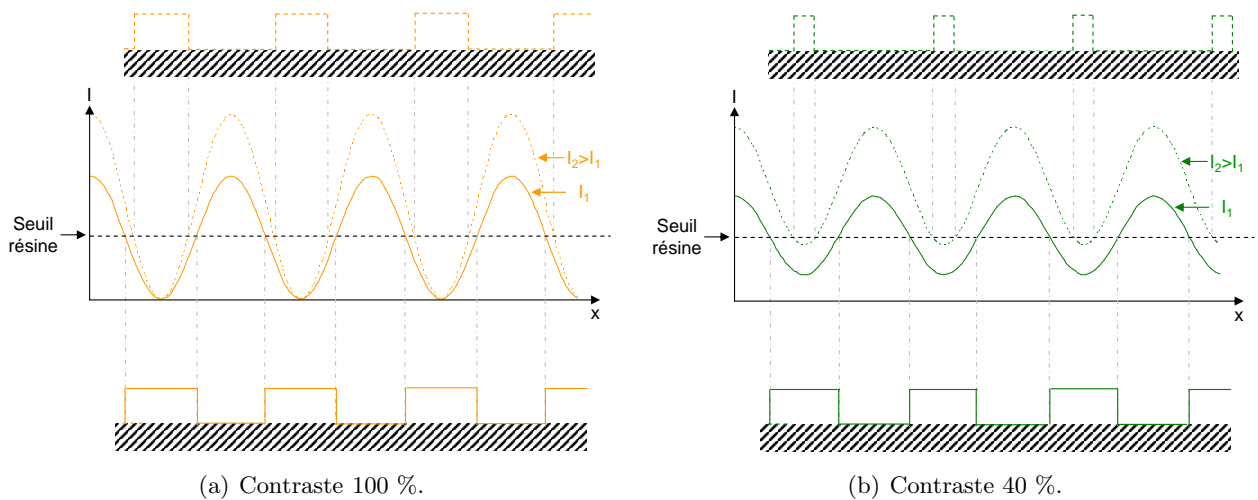 I
I₂>I₁
I₁
Seuil
résine
x
(a) Contraste 100 %.
I
I₂>I₁
I₁
Seuil
résine
x
(b) Contraste 40 %.